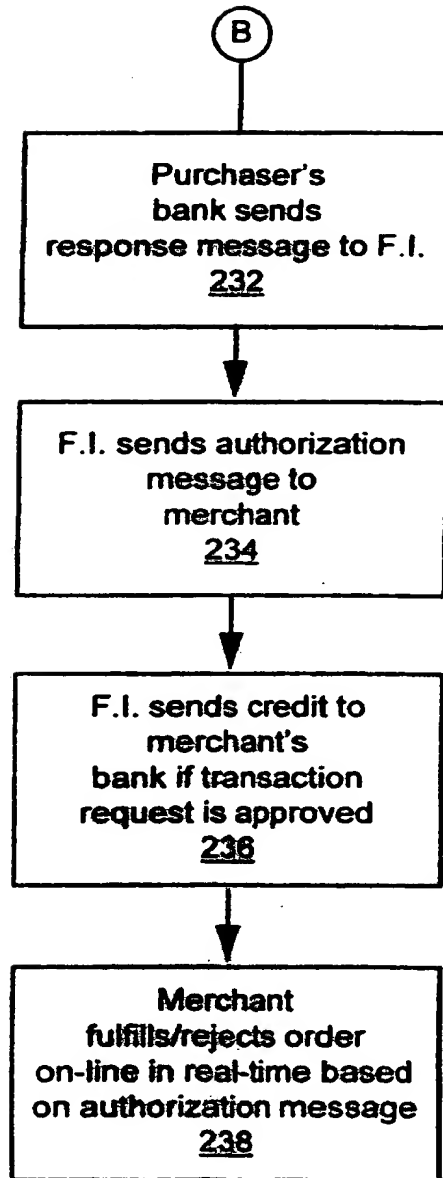 B
Purchaser's
bank sends
response message to F.I.
232
F.I. sends authorization
message to
merchant
234
F.I. sends credit to
merchant's
bank if transaction
request is approved
236
Merchant
fulfills/rejects order
on-line in real-time based
on authorization message
238